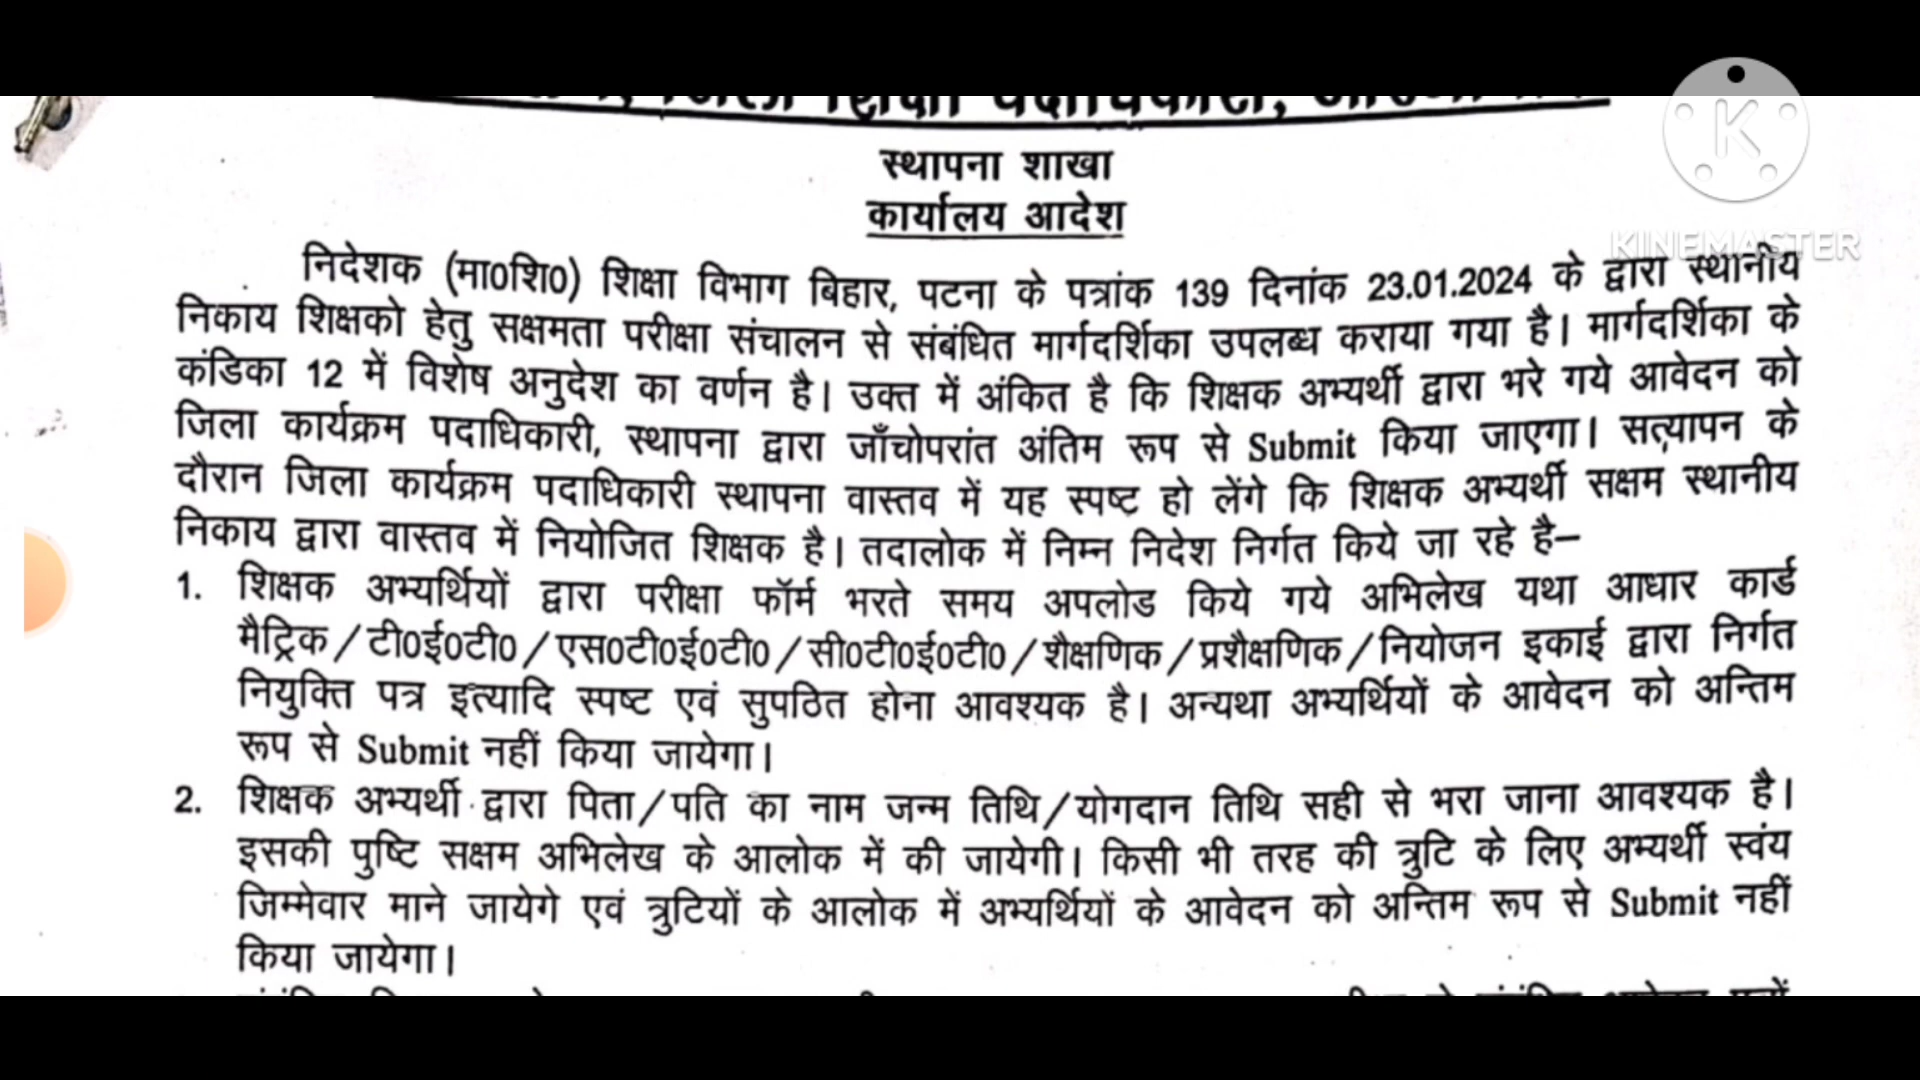 जिला शिक्षा पदाधिकारी,
स्थापना शाखा
कार्यालय आदेश
KINEMASTER
निदेशक (मा0शि0) शिक्षा विभाग बिहार, पटना के पत्रांक 139 दिनांक 23.01.2024 के द्वारा स्थानीय
निकाय शिक्षको हेतु सक्षमता परीक्षा संचालन से संबंधित मार्गदर्शिका उपलब्ध कराया गया है। मार्गदर्शिका के
कंडिका 12 में विशेष अनुदेश का वर्णन है। उक्त में अंकित है कि शिक्षक अभ्यर्थी द्वारा भरे गये आवेदन को
जिला कार्यक्रम पदाधिकारी, स्थापना द्वारा जाँचोपरांत अंतिम रूप से Submit किया जाएगा। सत्यापन के
दौरान जिला कार्यक्रम पदाधिकारी स्थापना वास्तव में यह स्पष्ट हो लेंगे कि शिक्षक अभ्यर्थी सक्षम स्थानीय
निकाय द्वारा वास्तव में नियोजित शिक्षक है। तदालोक में निम्न निदेश निर्गत किये जा रहे है–
1. शिक्षक अभ्यर्थियों द्वारा परीक्षा फॉर्म भरते समय अपलोड किये गये अभिलेख यथा आधार कार्ड
मैट्रिक/टी0ई0टी0/एस0टी0ई0टी0/सी0टी0ई0टी0/शैक्षणिक/प्रशैक्षणिक/नियोजन इकाई द्वारा निर्गत
नियुक्ति पत्र इत्यादि स्पष्ट एवं सुपठित होना आवश्यक है। अन्यथा अभ्यर्थियों के आवेदन को अन्तिम
रूप से Submit नहीं किया जायेगा।
2. शिक्षक अभ्यर्थी द्वारा पिता/पति का नाम जन्म तिथि/योगदान तिथि सही से भरा जाना आवश्यक है।
इसकी पुष्टि सक्षम अभिलेख के आलोक में की जायेगी। किसी भी तरह की त्रुटि के लिए अभ्यर्थी स्वंय
जिम्मेवार माने जायेगे एवं त्रुटियों के आलोक में अभ्यर्थियों के आवेदन को अन्तिम रूप से Submit नहीं
किया जायेगा।